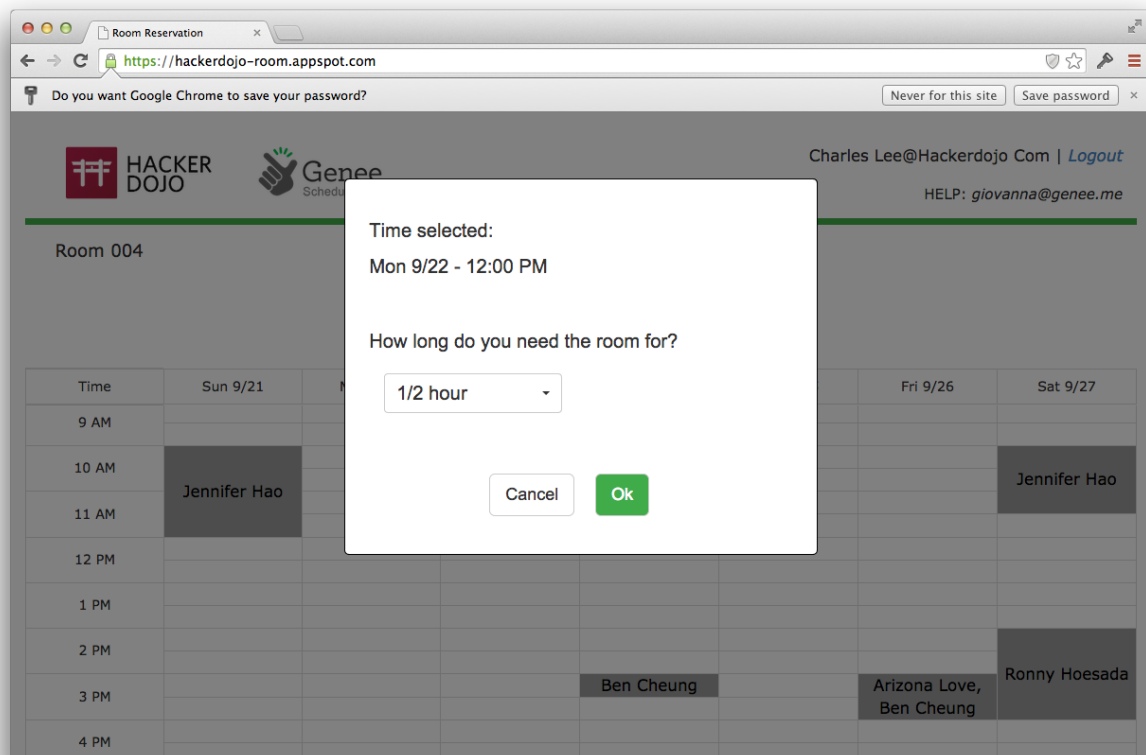 Room Reservation
https://hackerdojo-room.appspot.com
Do you want Google Chrome to save your password?
Never for this site
Save password
HACKER
DOJO
Genee
Schedu
Charles Lee@Hackerdojo Com | Logout
HELP: giovanna@genee.me
Room 004
Time selected:
Mon 9/22 - 12:00 PM
How long do you need the room for?
1/2 hour
Cancel
Ok
Time
Sun 9/21
Fri 9/26
Sat 9/27
9 AM
10 AM
Jennifer Hao
Jennifer Hao
11 AM
12 PM
1 PM
2 PM
Ronny Hoesada
3 PM
Ben Cheung
Arizona Love,
Ben Cheung
4 PM